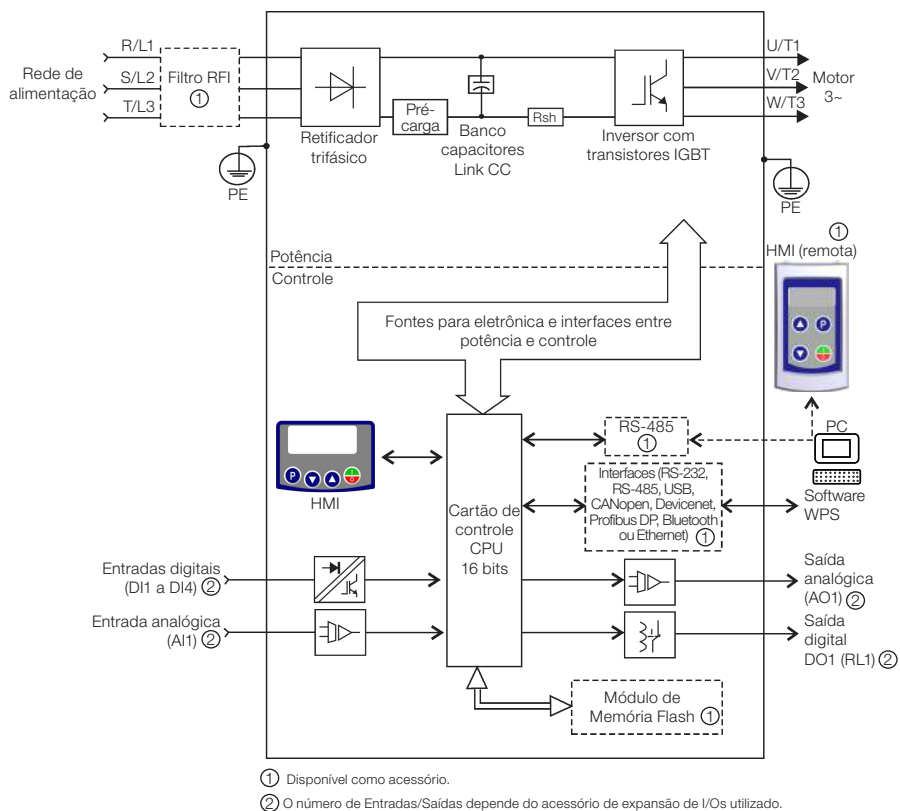 R/L1
S/L2
T/L3
Rede de
alimentação
Filtro RFI
①
Retificador
trifásico
Pré-
carga
Banco
capacitores
Link CC
Rsh
Inversor com
transistores IGBT
U/T1
V/T2
W/T3
Motor
3~
PE
PE
Potência
Controle
①
HMI (remota)
P
Fontes para eletrônica e interfaces entre
potência e controle
P
I
0
HMI
Cartão de
controle
CPU
16 bits
RS-485
①
Interfaces (RS-232,
RS-485, USB,
CANopen, Devicenet,
Profibus DP, Bluetooth
ou Ethernet) ①
PC
Software
WPS
Entradas digitais
(DI1 a DI4) ②
Entrada analógica
(AI1) ②
Saída
analógica
(AO1) ②
Saída
digital
DO1 (RL1) ②
Módulo de
Memória Flash ①
① Disponível como acessório.
② O número de Entradas/Saídas depende do acessório de expansão de I/Os utilizado.